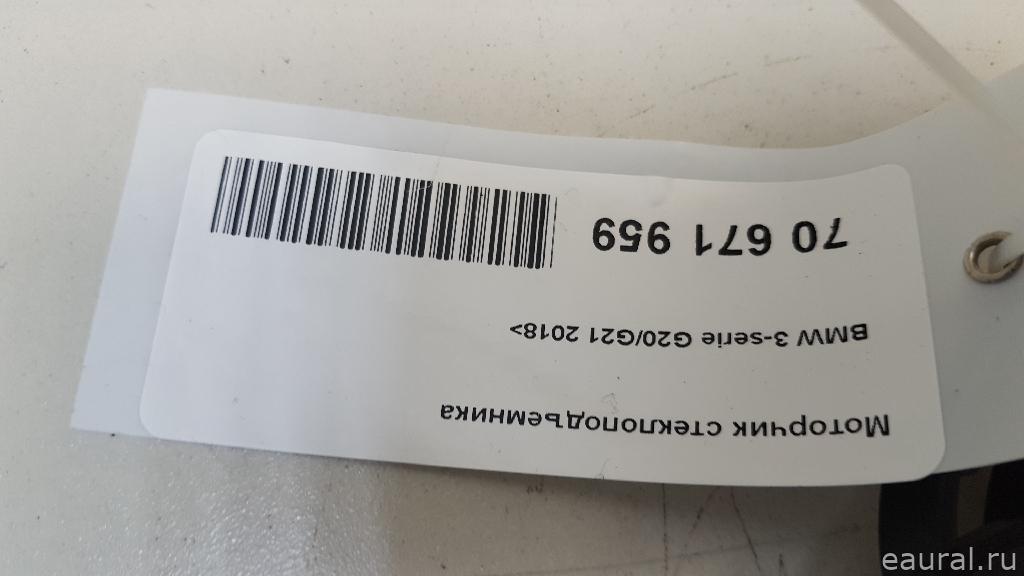 Моторчик стеклоподъемника
BMW 3-serie G20/G21 2018>
70 671 959
eaural.ru